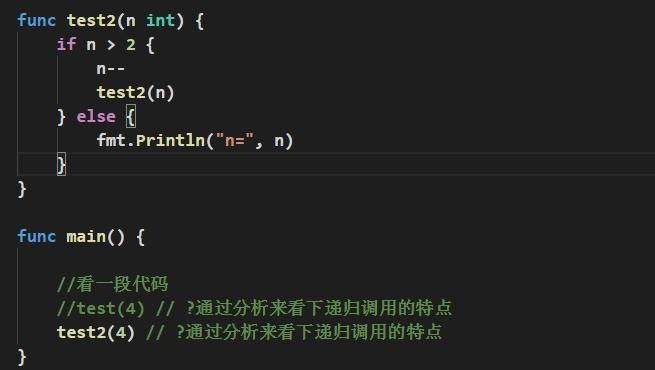 func test2(n int) {
if n > 2 {
n--
test2(n)
} else {
fmt.Println("n=", n)
}
}
func main() {
//看一段代码
//test(4) // ?通过分析来看下递归调用的特点
test2(4) // ?通过分析来看下递归调用的特点
}